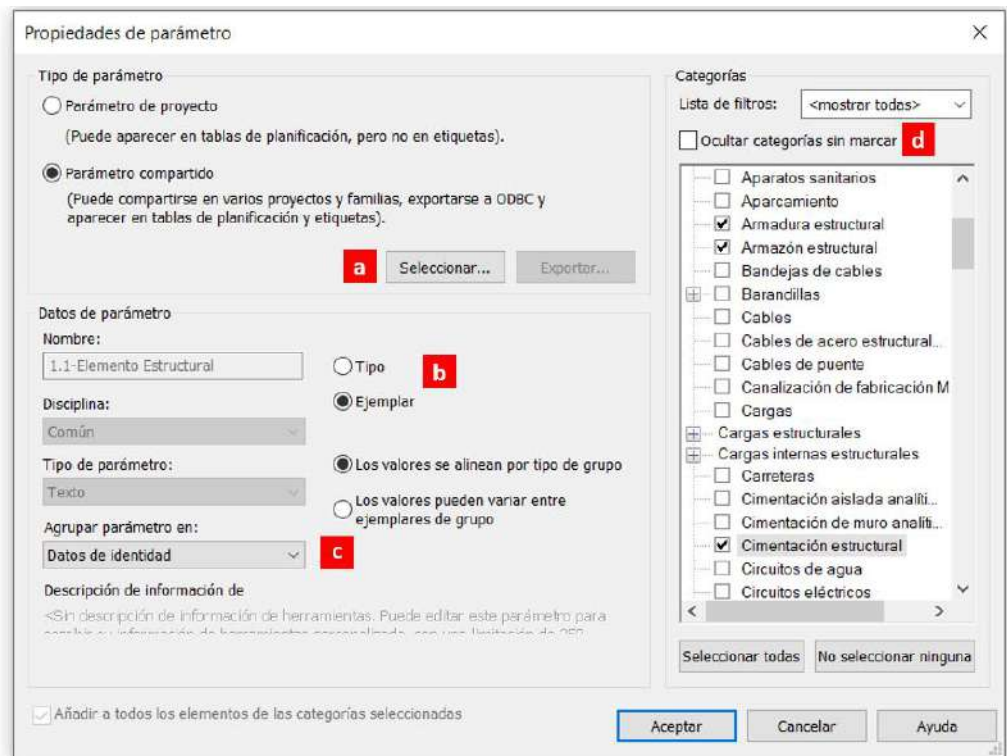 Propiedades de parámetro
Tipo de parámetro
Parámetro de proyecto
(Puede aparecer en tablas de planificación, pero no en etiquetas).
Parámetro compartido
(Puede compartirse en varios proyectos y familias, exportarse a ODBC y
aparecer en tablas de planificación y etiquetas).
a
Seleccionar...
Exportar...
Datos de parámetro
Nombre:
1.1-Elemento Estructural
Tipo
b
Disciplina:
Ejemplar
Común
Tipo de parámetro:
Los valores se alinean por tipo de grupo
Texto
Los valores pueden variar entre
ejemplares de grupo
Agrupar parámetro en:
Datos de identidad
c
Descripción de información de
<Sin descripción de información de herramientas. Puede editar este parámetro para
Añadir a todos los elementos de las categorías seleccionadas
Categorías
Lista de filtros:
<mostrar todas>
Ocultar categorías sin marcar
d
Aparatos sanitarios
Aparcamiento
Armadura estructural
Armazón estructural
Bandejas de cables
Barandillas
Cables
Cables de acero estructural...
Cables de puente
Canalización de fabricación M
Cargas
Cargas estructurales
Cargas internas estructurales
Carreteras
Cimentación aislada analíti...
Cimentación de muro analíti...
Cimentación estructural
Circuitos de agua
Circuitos eléctricos
Seleccionar todas
No seleccionar ninguna
Aceptar
Cancelar
Ayuda